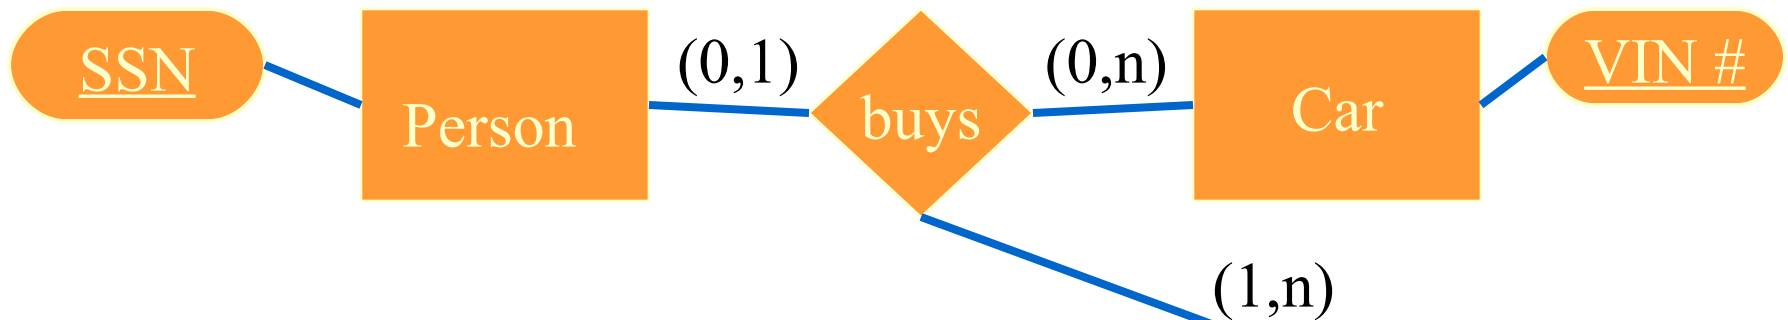 SSN
Person
(0,1)
buys
(0,n)
Car
VIN #
(1,n)